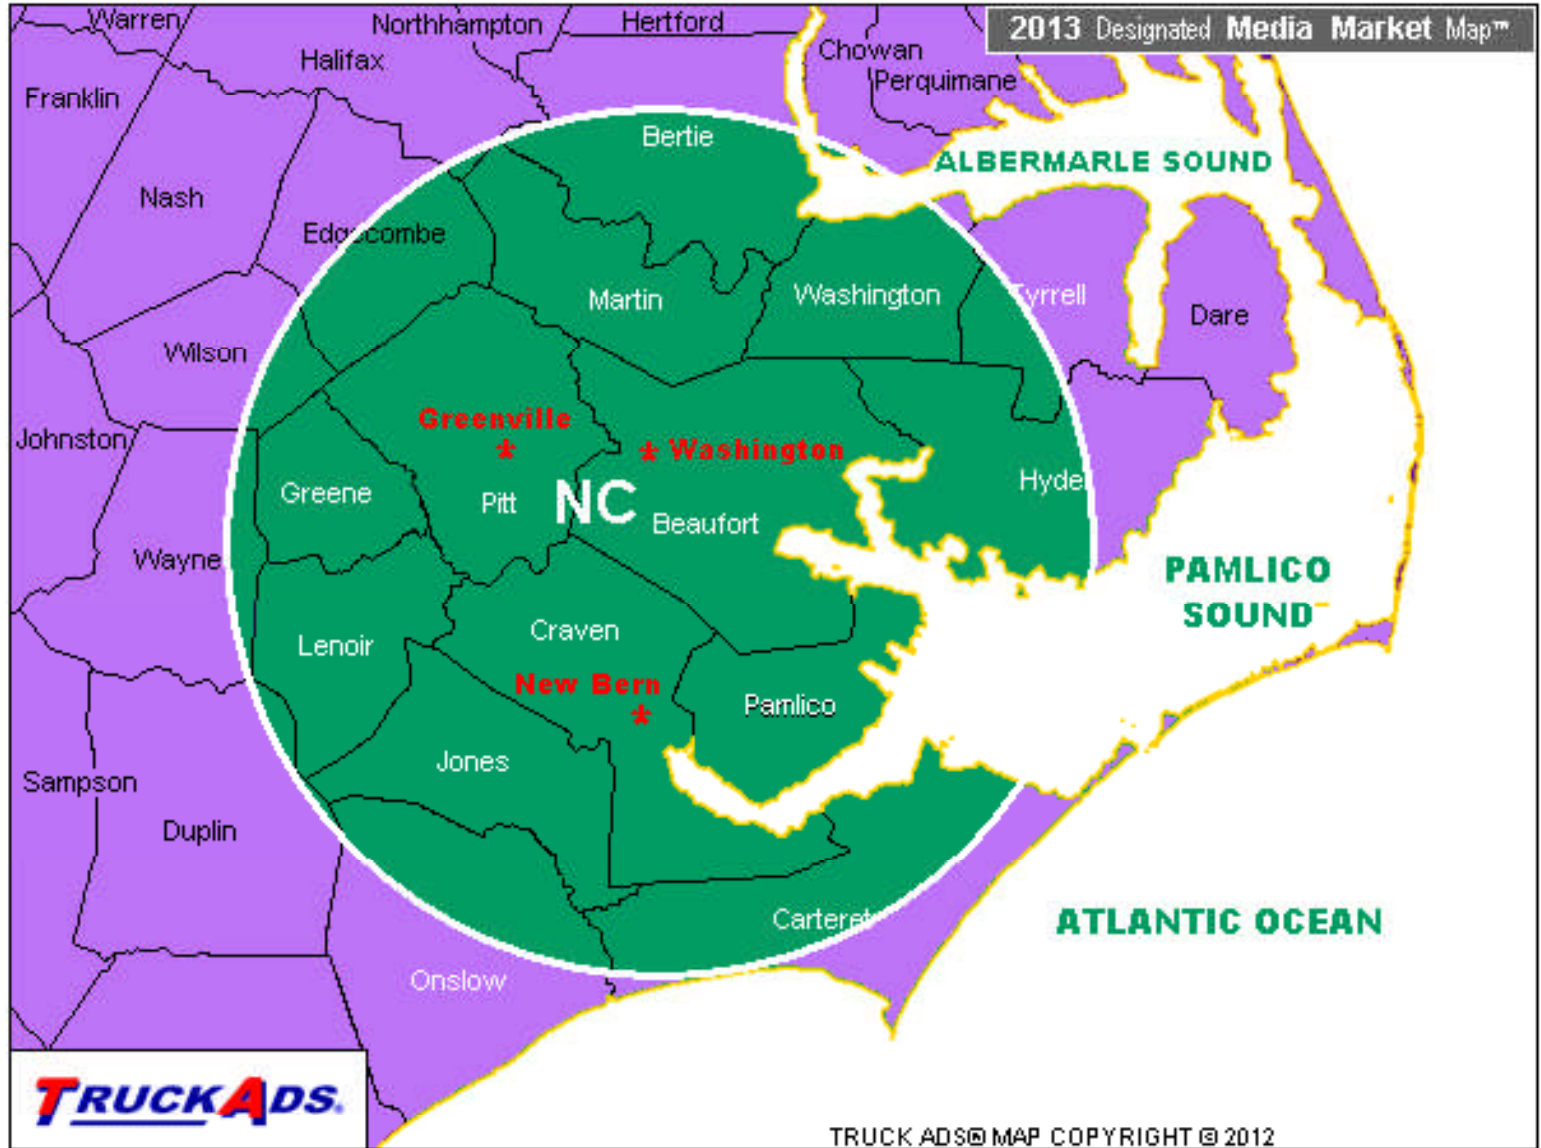 Warren
Northhampton
Hertford
2013 Designated Media Market Map™
Chowan
Halifax
Perquimane
Franklin
Bertie
ALBERMARLE SOUND
Nash
Edgecombe
Martin
Washington
Tyrrell
Dare
Wilson
Greenville
*
Johnston
* Washington
Greene
Pitt
NC
Hyde
Beaufort
Wayne
PAMLICO
SOUND
Craven
Lenoir
New Bern
*
Pamlico
Jones
Sampson
Duplin
Carteret
ATLANTIC OCEAN
Onslow
TRUCKADS.
TRUCK ADS® MAP COPYRIGHT © 2012